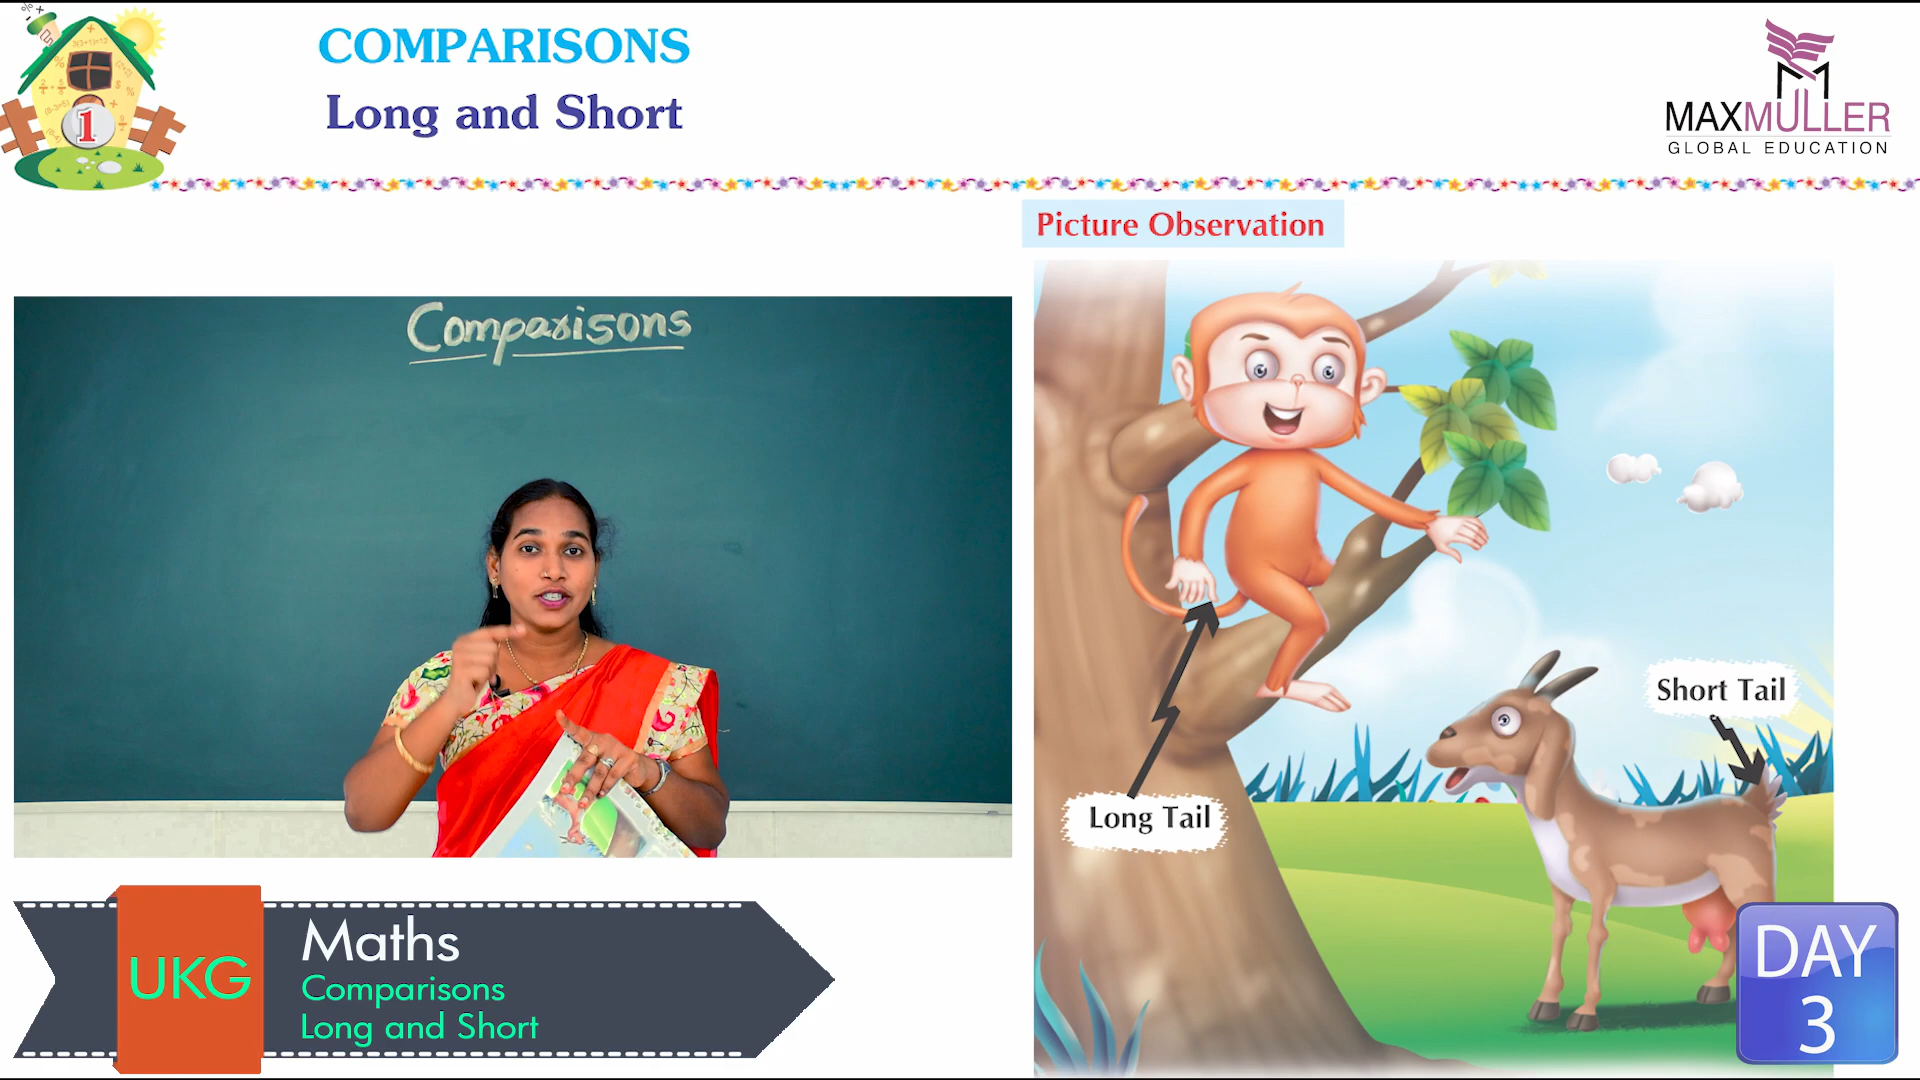 COMPARISONS
Long and Short
1
MAXMULLER
GLOBAL EDUCATION
Picture Observation
Comparisons
Short Tail
Long Tail
UKG
Maths
Comparisons
Long and Short
DAY
3